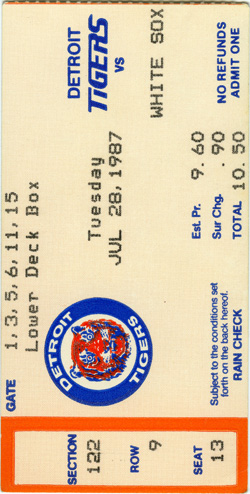 DETROIT
TIGERS
VS
WHITE SOX
NO REFUNDS
ADMIT ONE
Tuesday
JUL 28, 1987
Est. Pr. 9.60
Sur Chg. .90
TOTAL 10.50
GATE 1, 3, 5, 6, 11, 15
Lower Deck Box
DETROIT
TIGERS
Subject to the conditions set
forth on the back hereof.
RAIN CHECK
SECTION 122
ROW 9
SEAT 13